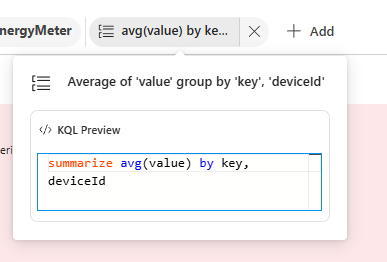 nergyMeter
avg(value) by ke...
Add
Average of 'value' group by 'key', 'deviceId'
</> KQL Preview
summarize avg(value) by key,
deviceId
eri